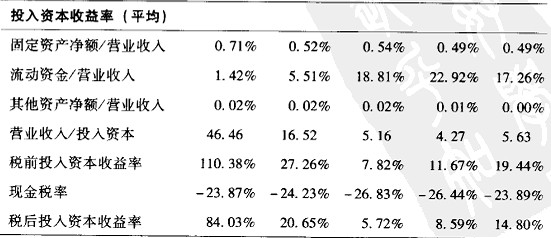 投入资本收益率（平均）
固定资产净额/营业收入 0.71% 0.52% 0.54% 0.49% 0.49%
流动资金/营业收入 1.42% 5.51% 18.81% 22.92% 17.26%
其他资产净额/营业收入 0.02% 0.02% 0.02% 0.01% 0.00%
营业收入/投入资本 46.46 16.52 5.16 4.27 5.63
税前投入资本收益率 110.38% 27.26% 7.82% 11.67% 19.44%
现金税率 -23.87% -24.23% -26.83% -26.44% -23.89%
税后投入资本收益率 84.03% 20.65% 5.72% 8.59% 14.80%